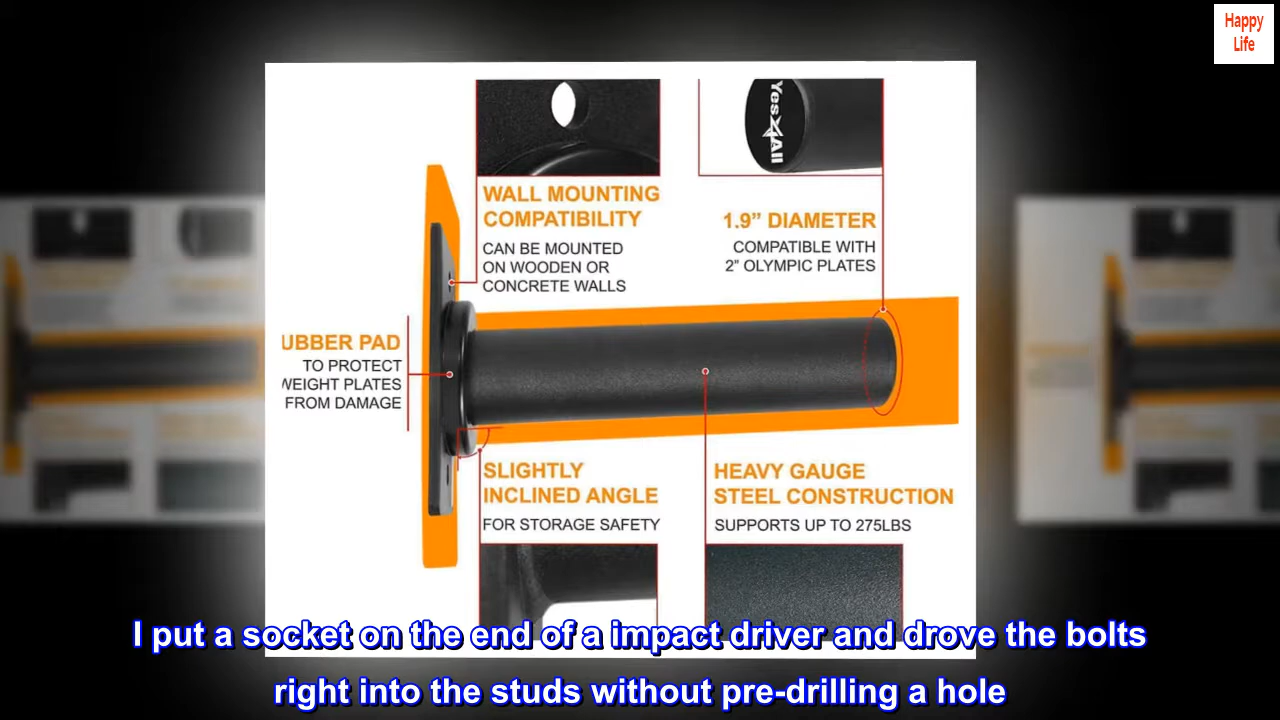 Happy
Life
Yes4All
WALL MOUNTING
COMPATIBILITY
CAN BE MOUNTED
ON WOODEN OR
CONCRETE WALLS
1.9” DIAMETER
COMPATIBLE WITH
2” OLYMPIC PLATES
UBBER PAD
TO PROTECT
WEIGHT PLATES
FROM DAMAGE
SLIGHTLY
INCLINED ANGLE
FOR STORAGE SAFETY
HEAVY GAUGE
STEEL CONSTRUCTION
SUPPORTS UP TO 275LBS
I put a socket on the end of a impact driver and drove the bolts
right into the studs without pre-drilling a hole